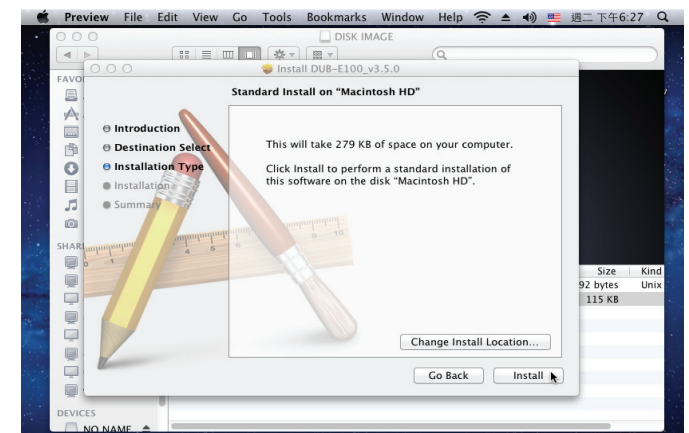 Preview File Edit View Go Tools Bookmarks Window Help 週二 下午6:27
DISK IMAGE
Install DUB-E100_v3.5.0
FAVO
Standard Install on “Macintosh HD”
Introduction
Destination Select
Installation Type
Installation
Summary
This will take 279 KB of space on your computer.
Click Install to perform a standard installation of
this software on the disk “Macintosh HD”.
SHAR
Size Kind
92 bytes Unix
115 KB
Change Install Location...
Go Back Install
DEVICES
NO NAME